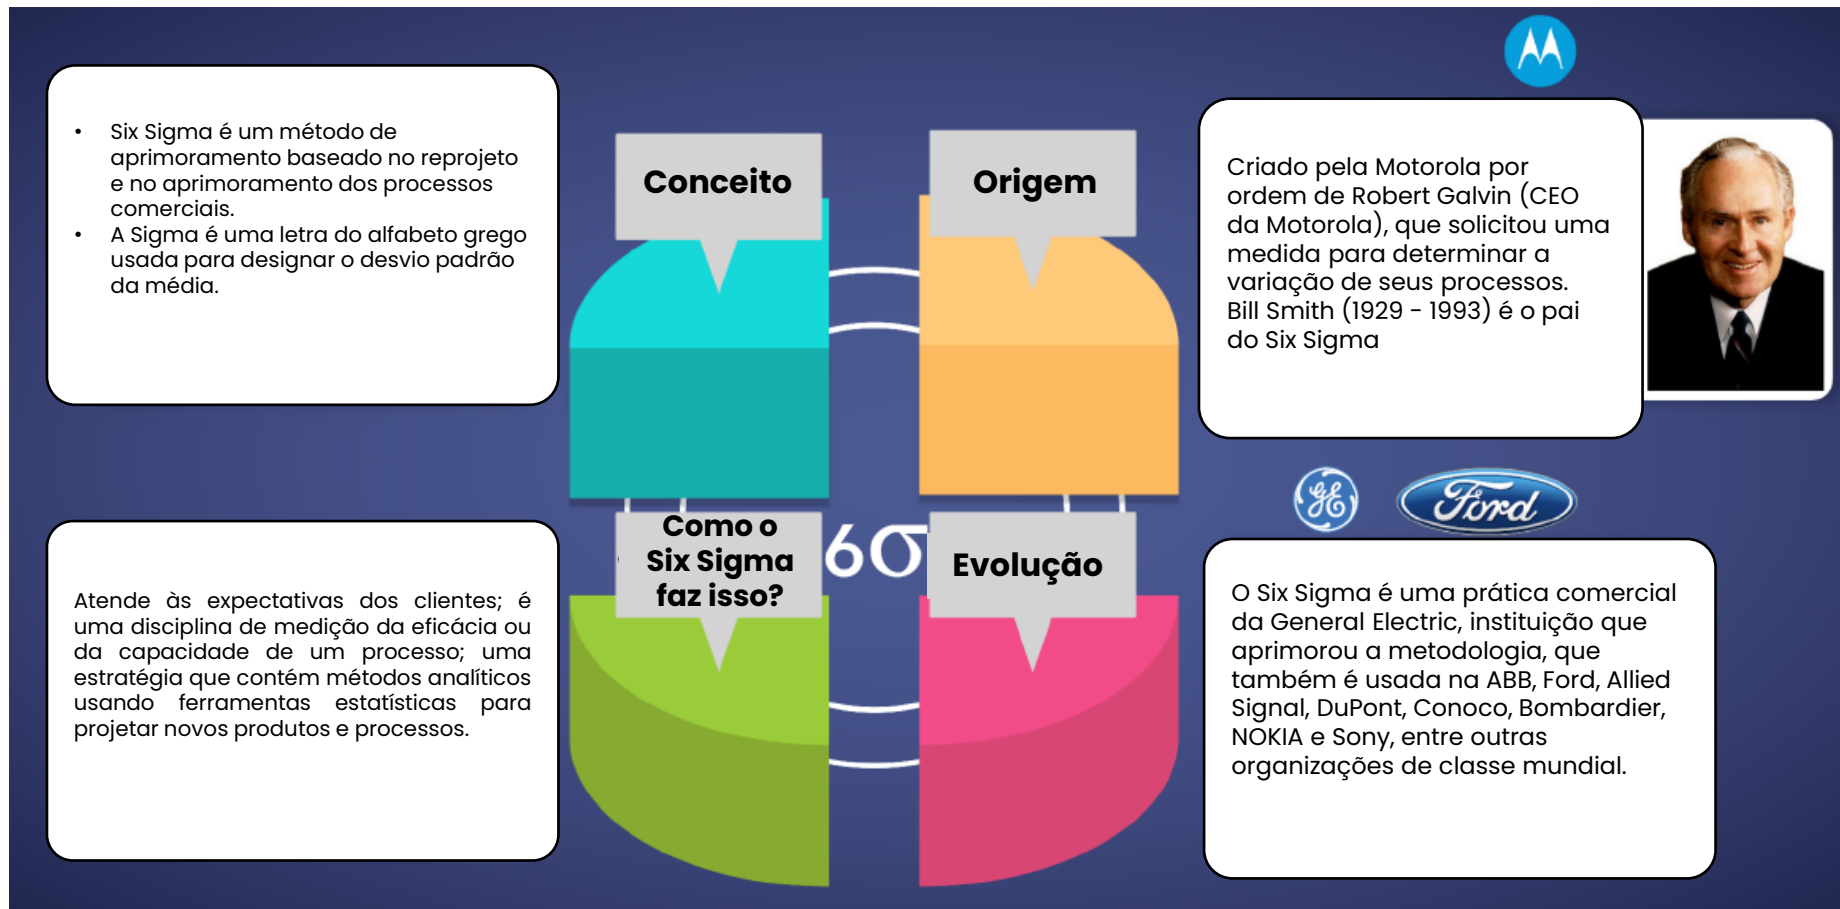 Conceito
• Six Sigma é um método de
aprimoramento baseado no reprojeto
e no aprimoramento dos processos
comerciais.
• A Sigma é uma letra do alfabeto grego
usada para designar o desvio padrão
da média.
Origem
Criado pela Motorola por
ordem de Robert Galvin (CEO
da Motorola), que solicitou uma
medida para determinar a
variação de seus processos.
Bill Smith (1929 - 1993) é o pai
do Six Sigma
Como o
Six Sigma
faz isso?
Atende às expectativas dos clientes; é
uma disciplina de medição da eficácia ou
da capacidade de um processo; uma
estratégia que contém métodos analíticos
usando ferramentas estatísticas para
projetar novos produtos e processos.
6σ
Evolução
GE
Ford
O Six Sigma é uma prática comercial
da General Electric, instituição que
aprimorou a metodologia, que
também é usada na ABB, Ford, Allied
Signal, DuPont, Conoco, Bombardier,
NOKIA e Sony, entre outras
organizações de classe mundial.